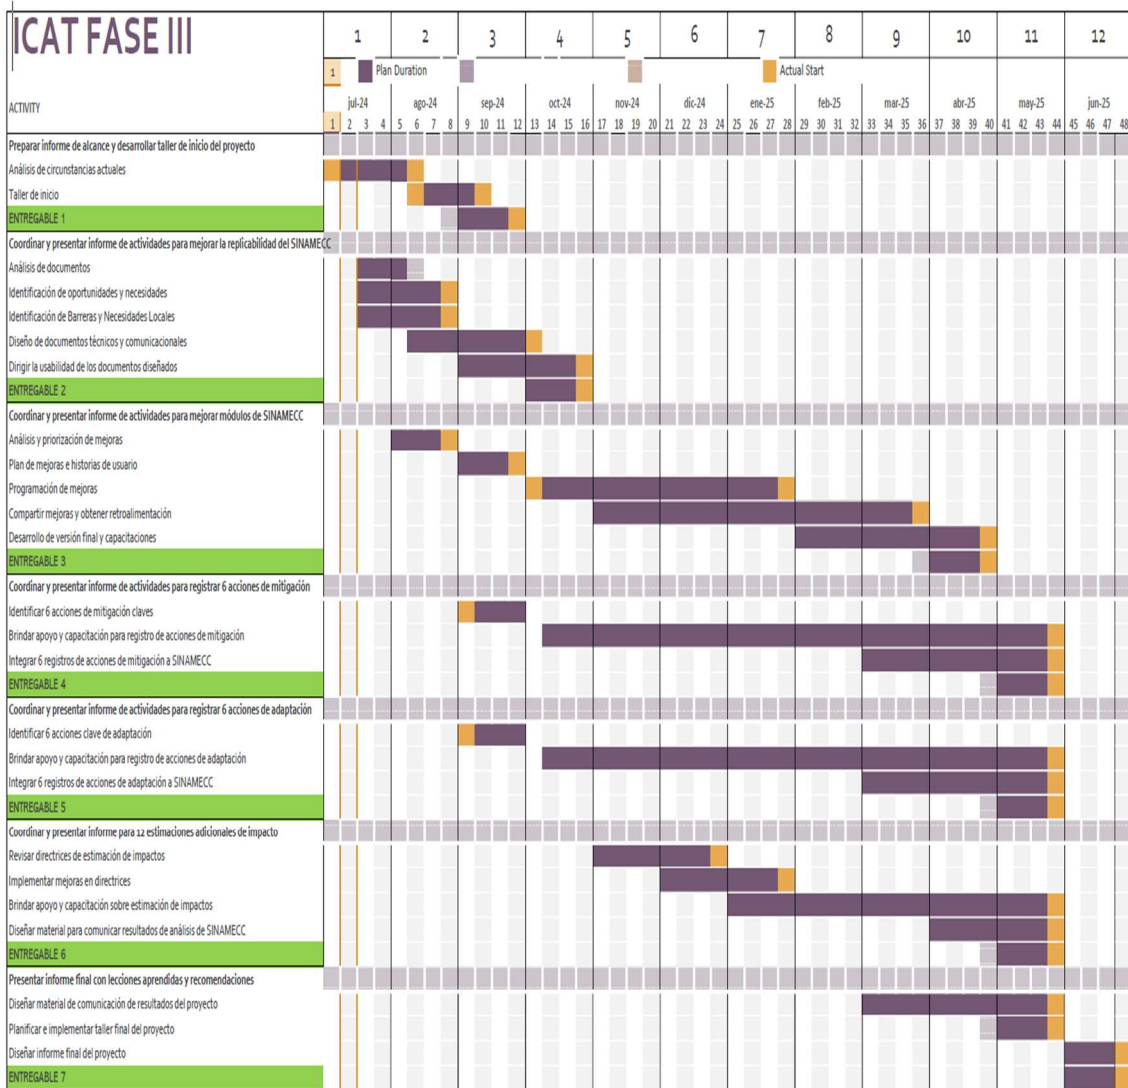 ICAT FASE III
1 2 3 4 5 6 7 8 9 10 11 12
1 Plan Duration Actual Start
ACTIVITY jul-24 ago-24 sep-24 oct-24 nov-24 dic-24 ene-25 feb-25 mar-25 abr-25 may-25 jun-25
1 2 3 4 5 6 7 8 9 10 11 12 13 14 15 16 17 18 19 20 21 22 23 24 25 26 27 28 29 30 31 32 33 34 35 36 37 38 39 40 41 42 43 44 45 46 47 48
Preparar informe de alcance y desarrollar taller de inicio del proyecto
Análisis de circunstancias actuales
Taller de inicio
ENTREGABLE 1
Coordinar y presentar informe de actividades para mejorar la replicabilidad del SINAMECC
Análisis de documentos
Identificación de oportunidades y necesidades
Identificación de Barreras y Necesidades Locales
Diseño de documentos técnicos y comunicacionales
Dirigir la usabilidad de los documentos diseñados
ENTREGABLE 2
Coordinar y presentar informe de actividades para mejorar módulos de SINAMECC
Análisis y priorización de mejoras
Plan de mejoras e historias de usuario
Programación de mejoras
Compartir mejoras y obtener retroalimentación
Desarrollo de versión final y capacitaciones
ENTREGABLE 3
Coordinar y presentar informe de actividades para registrar 6 acciones de mitigación
Identificar 6 acciones de mitigación claves
Brindar apoyo y capacitación para registro de acciones de mitigación
Integrar 6 registros de acciones de mitigación a SINAMECC
ENTREGABLE 4
Coordinar y presentar informe de actividades para registrar 6 acciones de adaptación
Identificar 6 acciones clave de adaptación
Brindar apoyo y capacitación para registro de acciones de adaptación
Integrar 6 registros de acciones de adaptación a SINAMECC
ENTREGABLE 5
Coordinar y presentar informe para 12 estimaciones adicionales de impacto
Revisar directrices de estimación de impactos
Implementar mejoras en directrices
Brindar apoyo y capacitación sobre estimación de impactos
Diseñar material para comunicar resultados de análisis de SINAMECC
ENTREGABLE 6
Presentar informe final con lecciones aprendidas y recomendaciones
Diseñar material de comunicación de resultados del proyecto
Planificar e implementar taller final del proyecto
Diseñar informe final del proyecto
ENTREGABLE 7